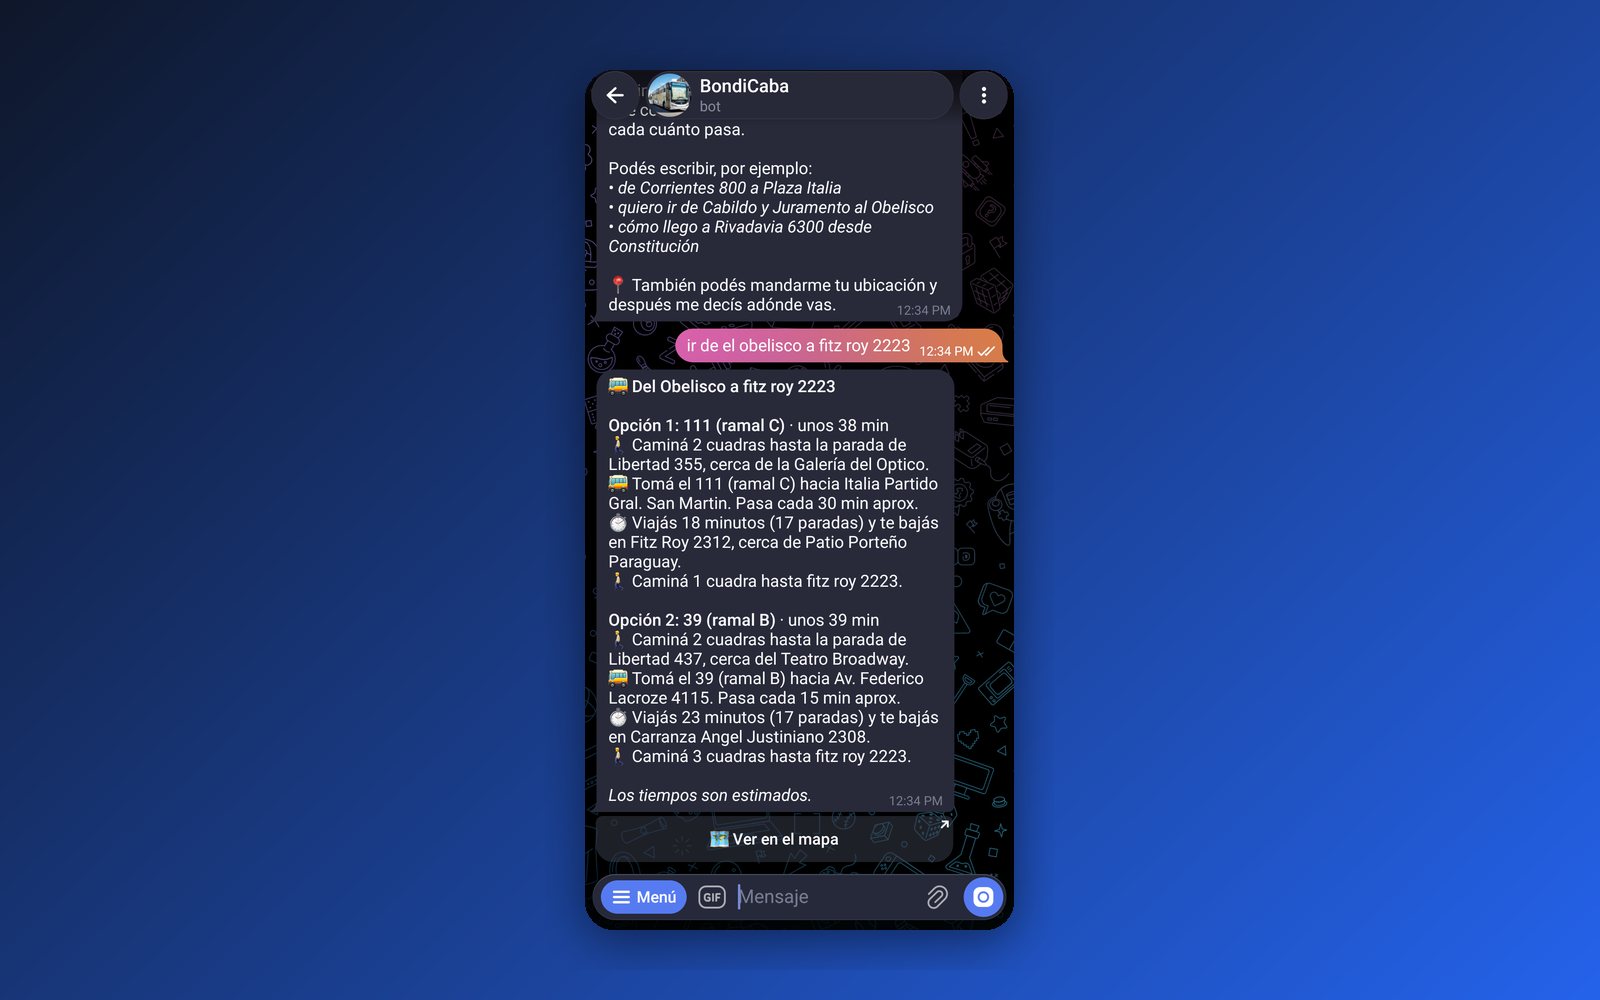 BondiCaba
bot
cada cuánto pasa.
Podés escribir, por ejemplo:
• de Corrientes 800 a Plaza Italia
• quiero ir de Cabildo y Juramento al Obelisco
• cómo llego a Rivadavia 6300 desde
Constitución
📍 También podés mandarme tu ubicación y
después me decís adónde vas.
12:34 PM
ir de el obelisco a fitz roy 2223 12:34 PM
🚌 Del Obelisco a fitz roy 2223
Opción 1: 111 (ramal C) · unos 38 min
🚶 Caminá 2 cuadras hasta la parada de
Libertad 355, cerca de la Galería del Optico.
🚌 Tomá el 111 (ramal C) hacia Italia Partido
Gral. San Martin. Pasa cada 30 min aprox.
⏱ Viajás 18 minutos (17 paradas) y te bajás
en Fitz Roy 2312, cerca de Patio Porteño
Paraguay.
🚶 Caminá 1 cuadra hasta fitz roy 2223.
Opción 2: 39 (ramal B) · unos 39 min
🚶 Caminá 2 cuadras hasta la parada de
Libertad 437, cerca del Teatro Broadway.
🚌 Tomá el 39 (ramal B) hacia Av. Federico
Lacroze 4115. Pasa cada 15 min aprox.
⏱ Viajás 23 minutos (17 paradas) y te bajás
en Carranza Angel Justiniano 2308.
🚶 Caminá 3 cuadras hasta fitz roy 2223.
Los tiempos son estimados.
12:34 PM
🗺 Ver en el mapa
Menú
GIF
Mensaje